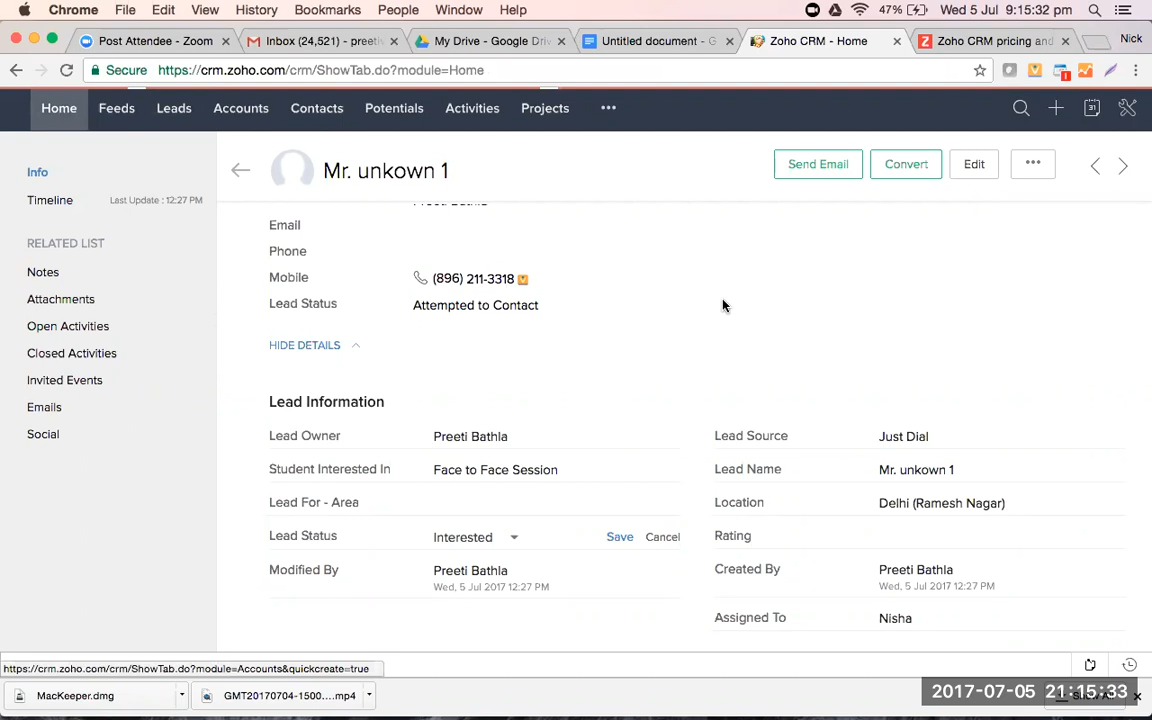 Chrome File Edit View History Bookmarks People Window Help 47% Wed 5 Jul 9:15:32 pm
Post Attendee - Zoom Inbox (24,521) - preeti My Drive - Google Dri Untitled document - G Zoho CRM - Home Zoho CRM pricing and Nick
Secure https://crm.zoho.com/crm/ShowTab.do?module=Home
Home Feeds Leads Accounts Contacts Potentials Activities Projects ••• 31
Mr. unkown 1 Send Email Convert Edit •••
Info
Timeline Last Update : 12:27 PM
RELATED LIST
Notes
Attachments
Open Activities
Closed Activities
Invited Events
Emails
Social
Preeti Bathla
Email
Phone
Mobile (896) 211-3318
Lead Status Attempted to Contact
HIDE DETAILS
Lead Information
Lead Owner Preeti Bathla Lead Source Just Dial
Student Interested In Face to Face Session Lead Name Mr. unkown 1
Lead For - Area Location Delhi (Ramesh Nagar)
Lead Status Interested Save Cancel Rating
Modified By Preeti Bathla Created By Preeti Bathla
Wed, 5 Jul 2017 12:27 PM Wed, 5 Jul 2017 12:27 PM
Assigned To Nisha
https://crm.zoho.com/crm/ShowTab.do?module=Accounts&quickcreate=true
MacKeeper.dmg GMT20170704-1500....mp4
2017-07-05 21:15:33